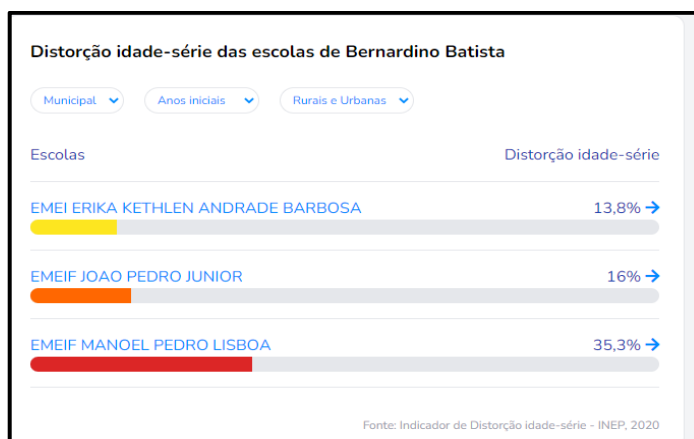 Distorção idade-série das escolas de Bernardino Batista
Municipal Anos iniciais Rurais e Urbanas
Escolas Distorção idade-série
EMEI ERIKA KETHLEN ANDRADE BARBOSA 13,8%
EMEIF JOAO PEDRO JUNIOR 16%
EMEIF MANOEL PEDRO LISBOA 35,3%
Fonte: Indicador de Distorção idade-série - INEP, 2020